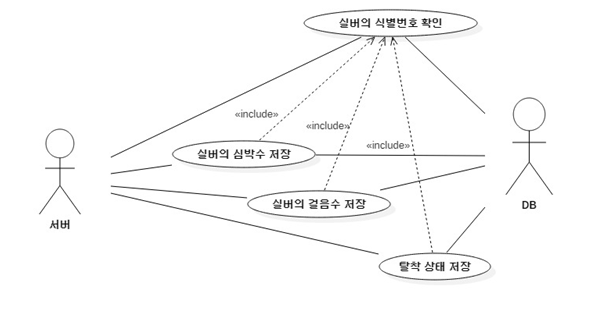 실버의 식별번호 확인
«include»
«include»
«include»
실버의 심박수 저장
실버의 걸음수 저장
탈착 상태 저장
서버
DB